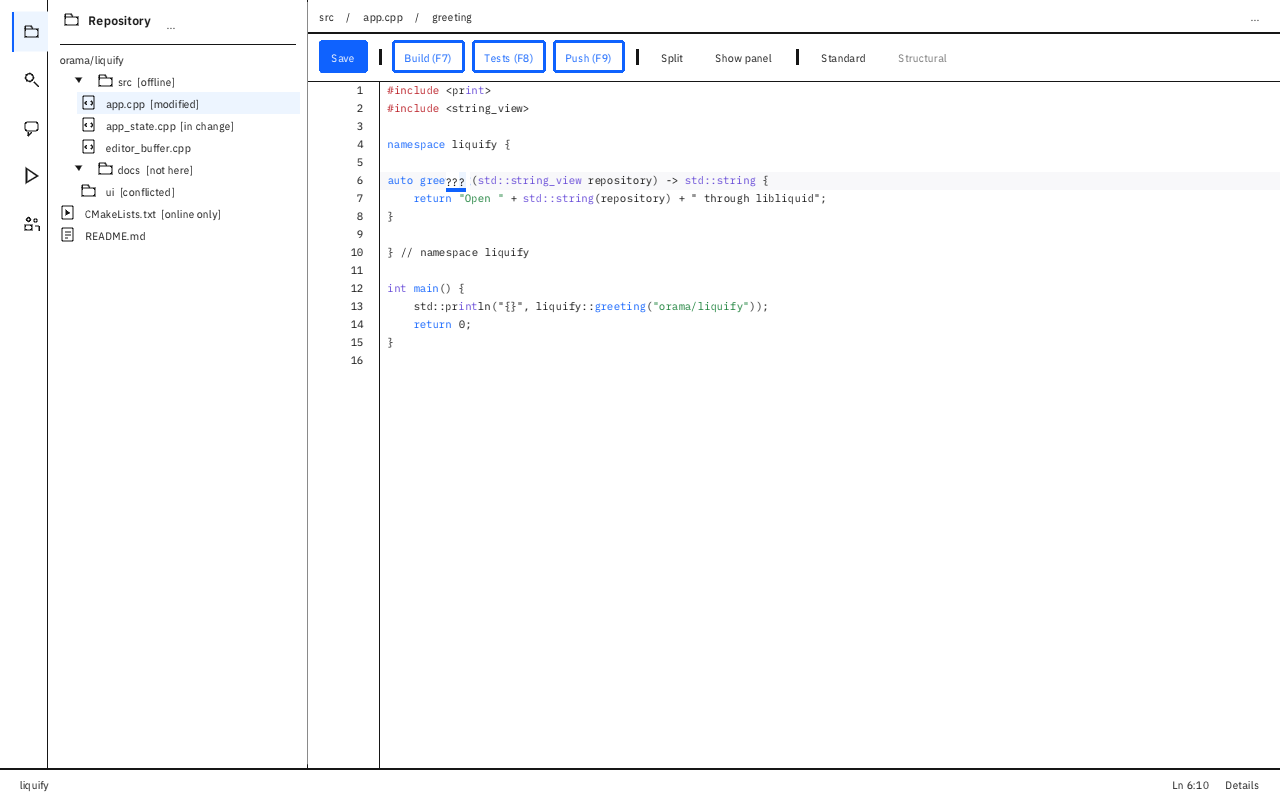 Repository ...
orama/liquify
src [offline]
app.cpp [modified]
app_state.cpp [in change]
editor_buffer.cpp
docs [not here]
ui [conflicted]
CMakeLists.txt [online only]
README.md
src / app.cpp / greeting ...
Save Build (F7) Tests (F8) Push (F9) Split Show panel Standard Structural
1 #include <print>
2 #include <string_view>
3
4 namespace liquify {
5
6 auto gree??? (std::string_view repository) -> std::string {
7 return "Open " + std::string(repository) + " through libliquid";
8 }
9
10 } // namespace liquify
11
12 int main() {
13 std::println("{}", liquify::greeting("orama/liquify"));
14 return 0;
15 }
16
liquify Ln 6:10 Details